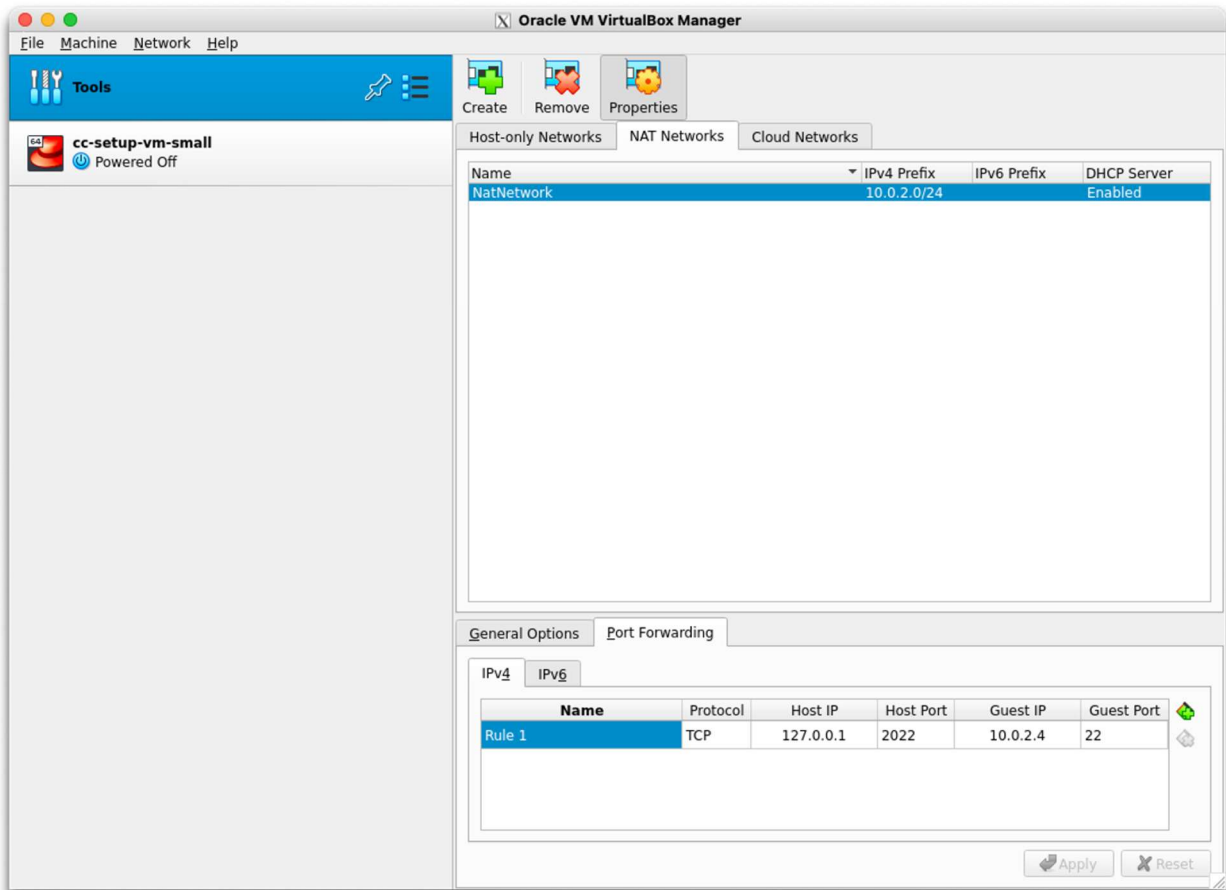 Oracle VM VirtualBox Manager
File Machine Network Help
Tools
64
cc-setup-vm-small
Powered Off
Create Remove Properties
Host-only Networks NAT Networks Cloud Networks
Name IPv4 Prefix IPv6 Prefix DHCP Server
NatNetwork 10.0.2.0/24 Enabled
General Options Port Forwarding
IPv4 IPv6
Name Protocol Host IP Host Port Guest IP Guest Port
Rule 1 TCP 127.0.0.1 2022 10.0.2.4 22
Apply Reset